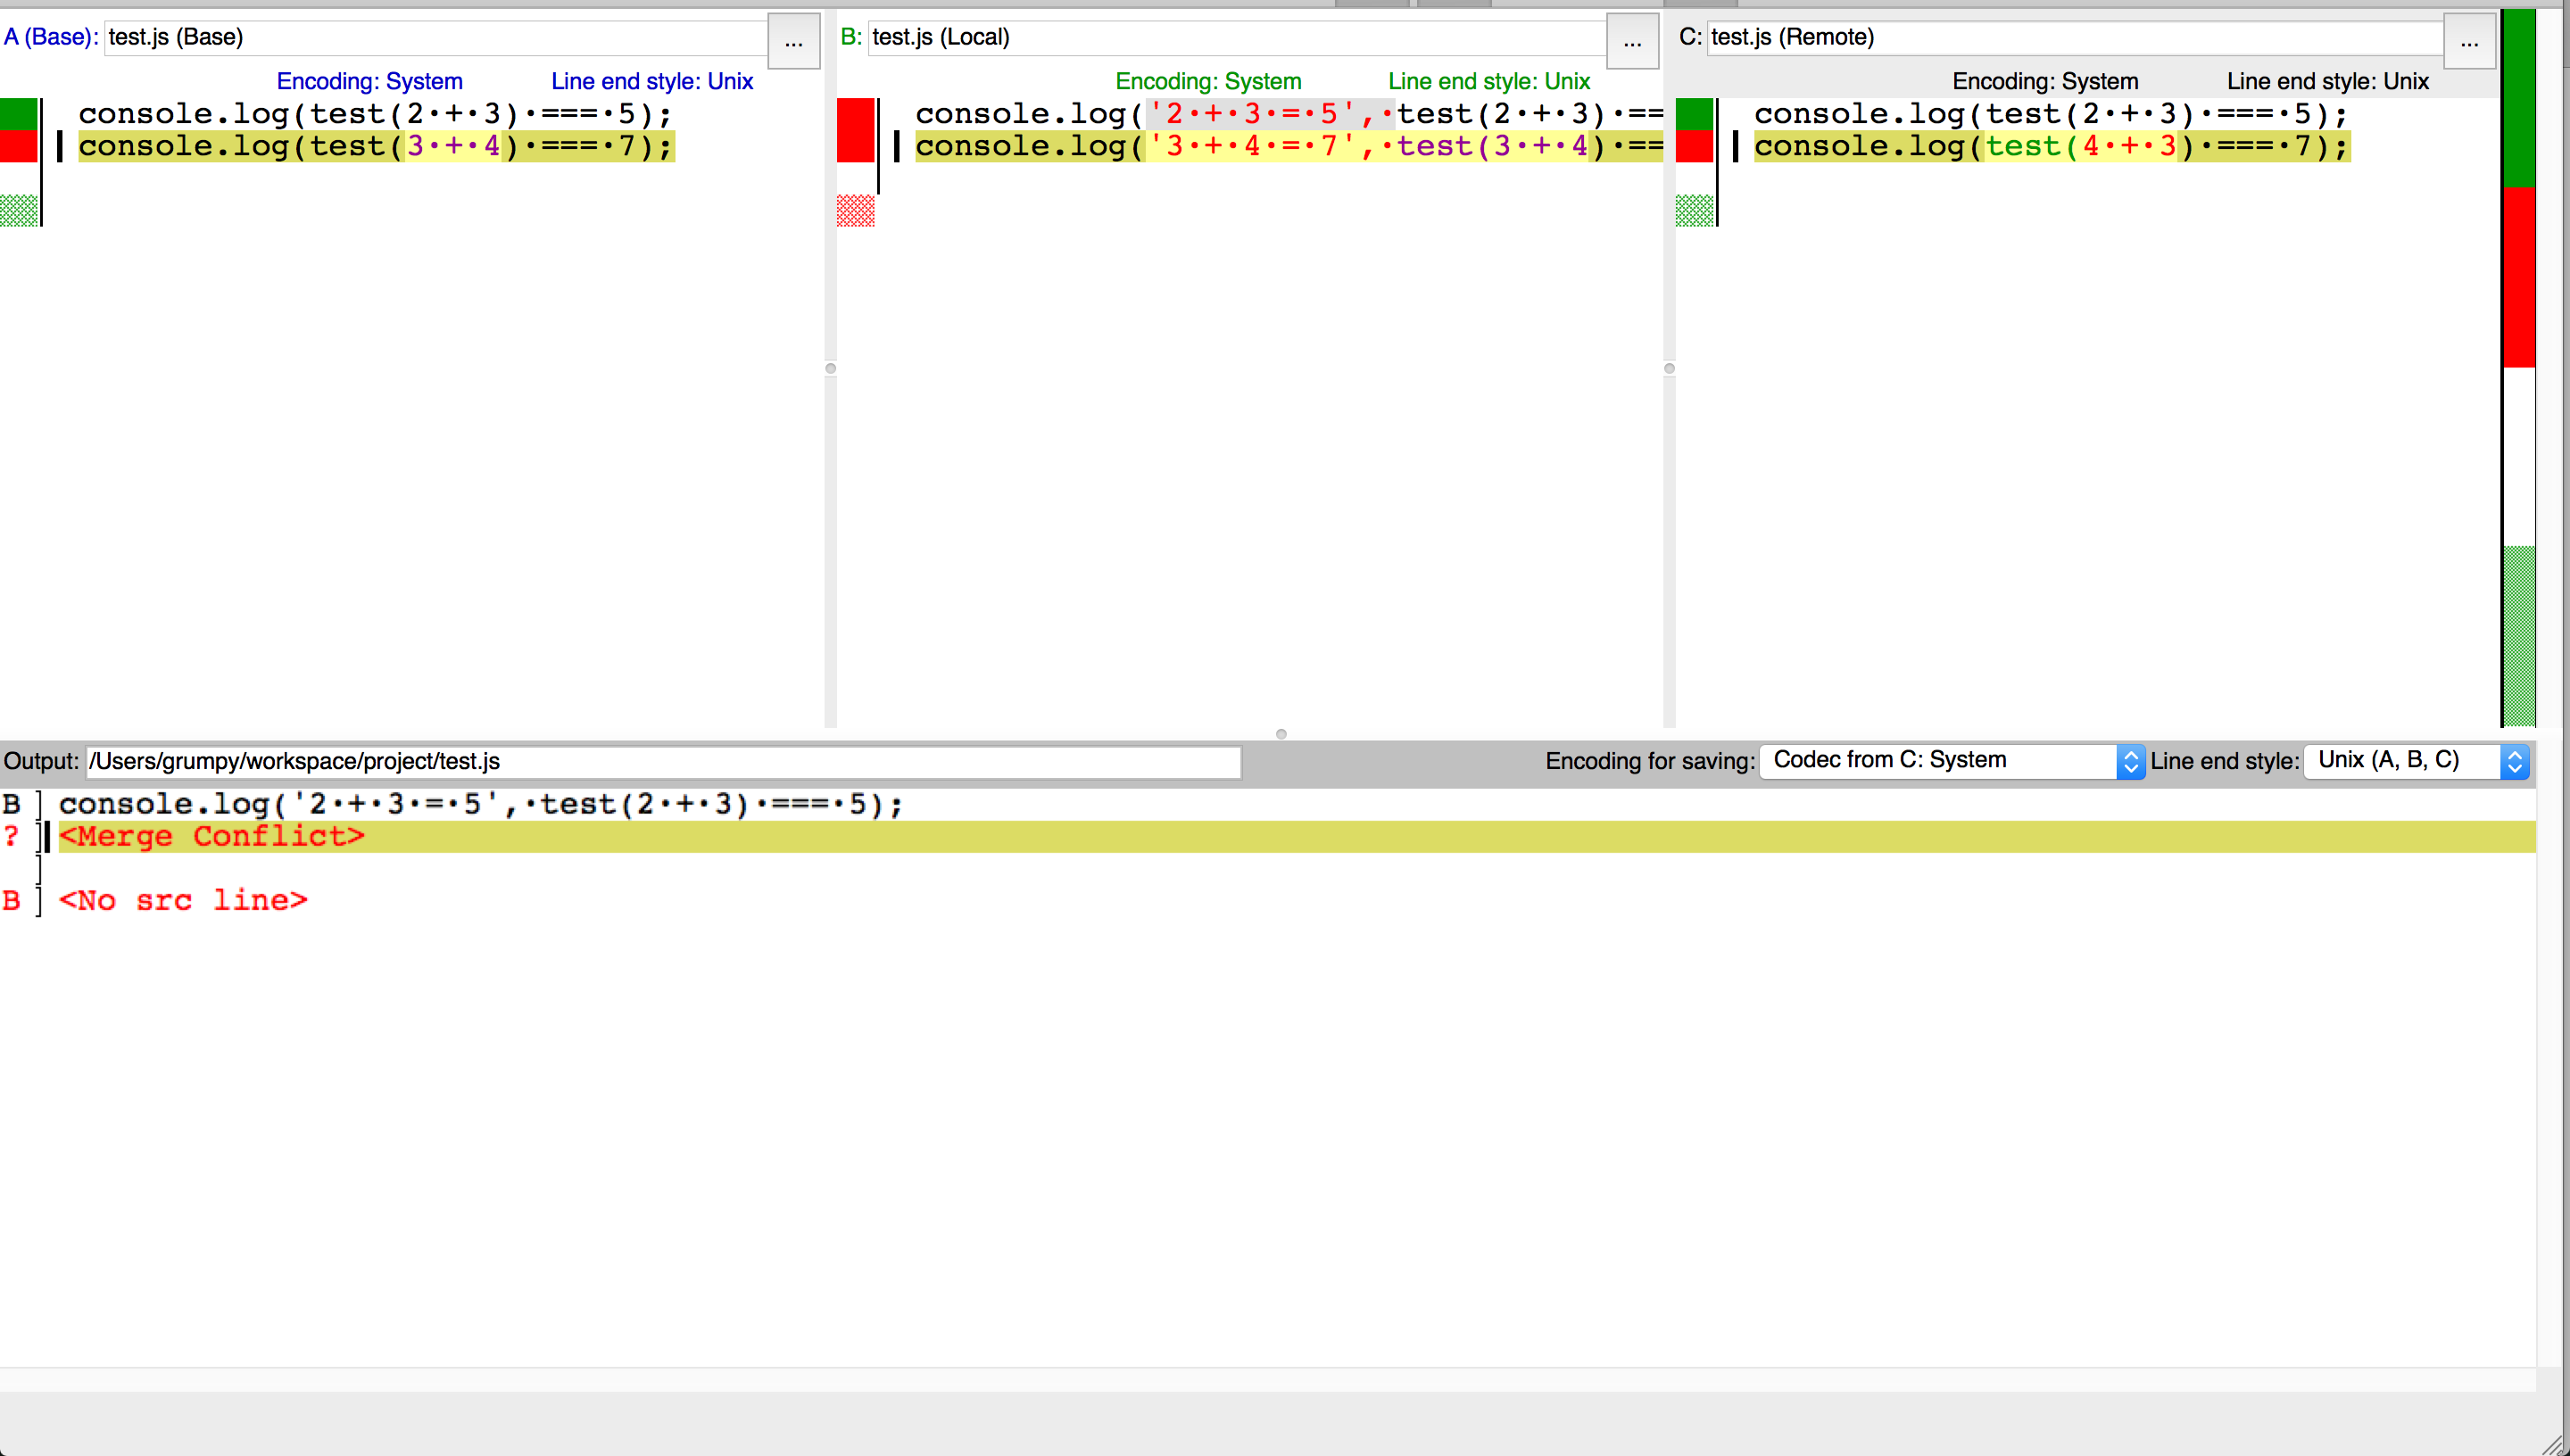 A (Base): test.js (Base) ...
Encoding: System Line end style: Unix
console.log(test(2·+·3)·===·5);
console.log(test(3·+·4)·===·7);
B: test.js (Local) ...
Encoding: System Line end style: Unix
console.log('2·+·3·=·5',·test(2·+·3)·==
console.log('3·+·4·=·7',·test(3·+·4)·==
C: test.js (Remote) ...
Encoding: System Line end style: Unix
console.log(test(2·+·3)·===·5);
console.log(test(4·+·3)·===·7);
Output: /Users/grumpy/workspace/project/test.js Encoding for saving: Codec from C: System Line end style: Unix (A, B, C)
B ] console.log('2·+·3·=·5',·test(2·+·3)·===·5);
? ] <Merge Conflict>
]
B ] <No src line>